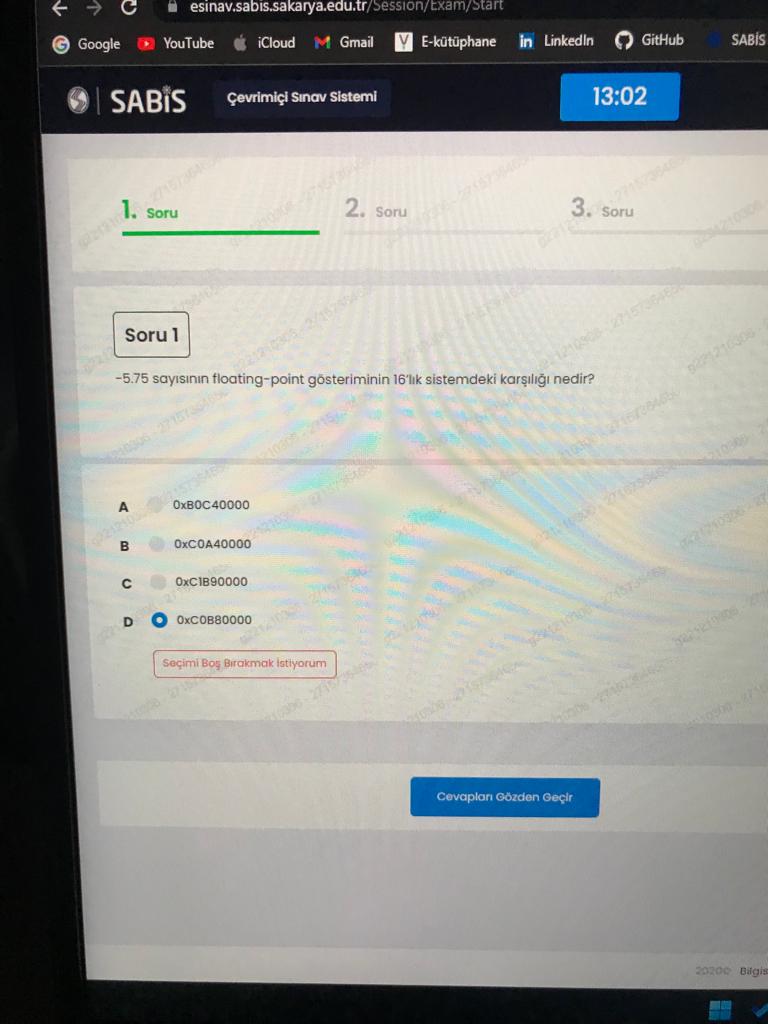 esinav.sabis.sakarya.edu.tr/Session/Exam/Start
Google YouTube iCloud Gmail E-kütüphane LinkedIn GitHub SABİS
SABİS Çevrimiçi Sınav Sistemi 13:02
1. Soru 2. Soru 3. Soru
Soru 1
-5.75 sayısının floating-point gösteriminin 16'lık sistemdeki karşılığı nedir?
A 0xB0C40000
B 0xC0A40000
C 0xC1B90000
D 0xC0B80000
Seçimi Boş Bırakmak İstiyorum
Cevapları Gözden Geçir
2020© Bilgis